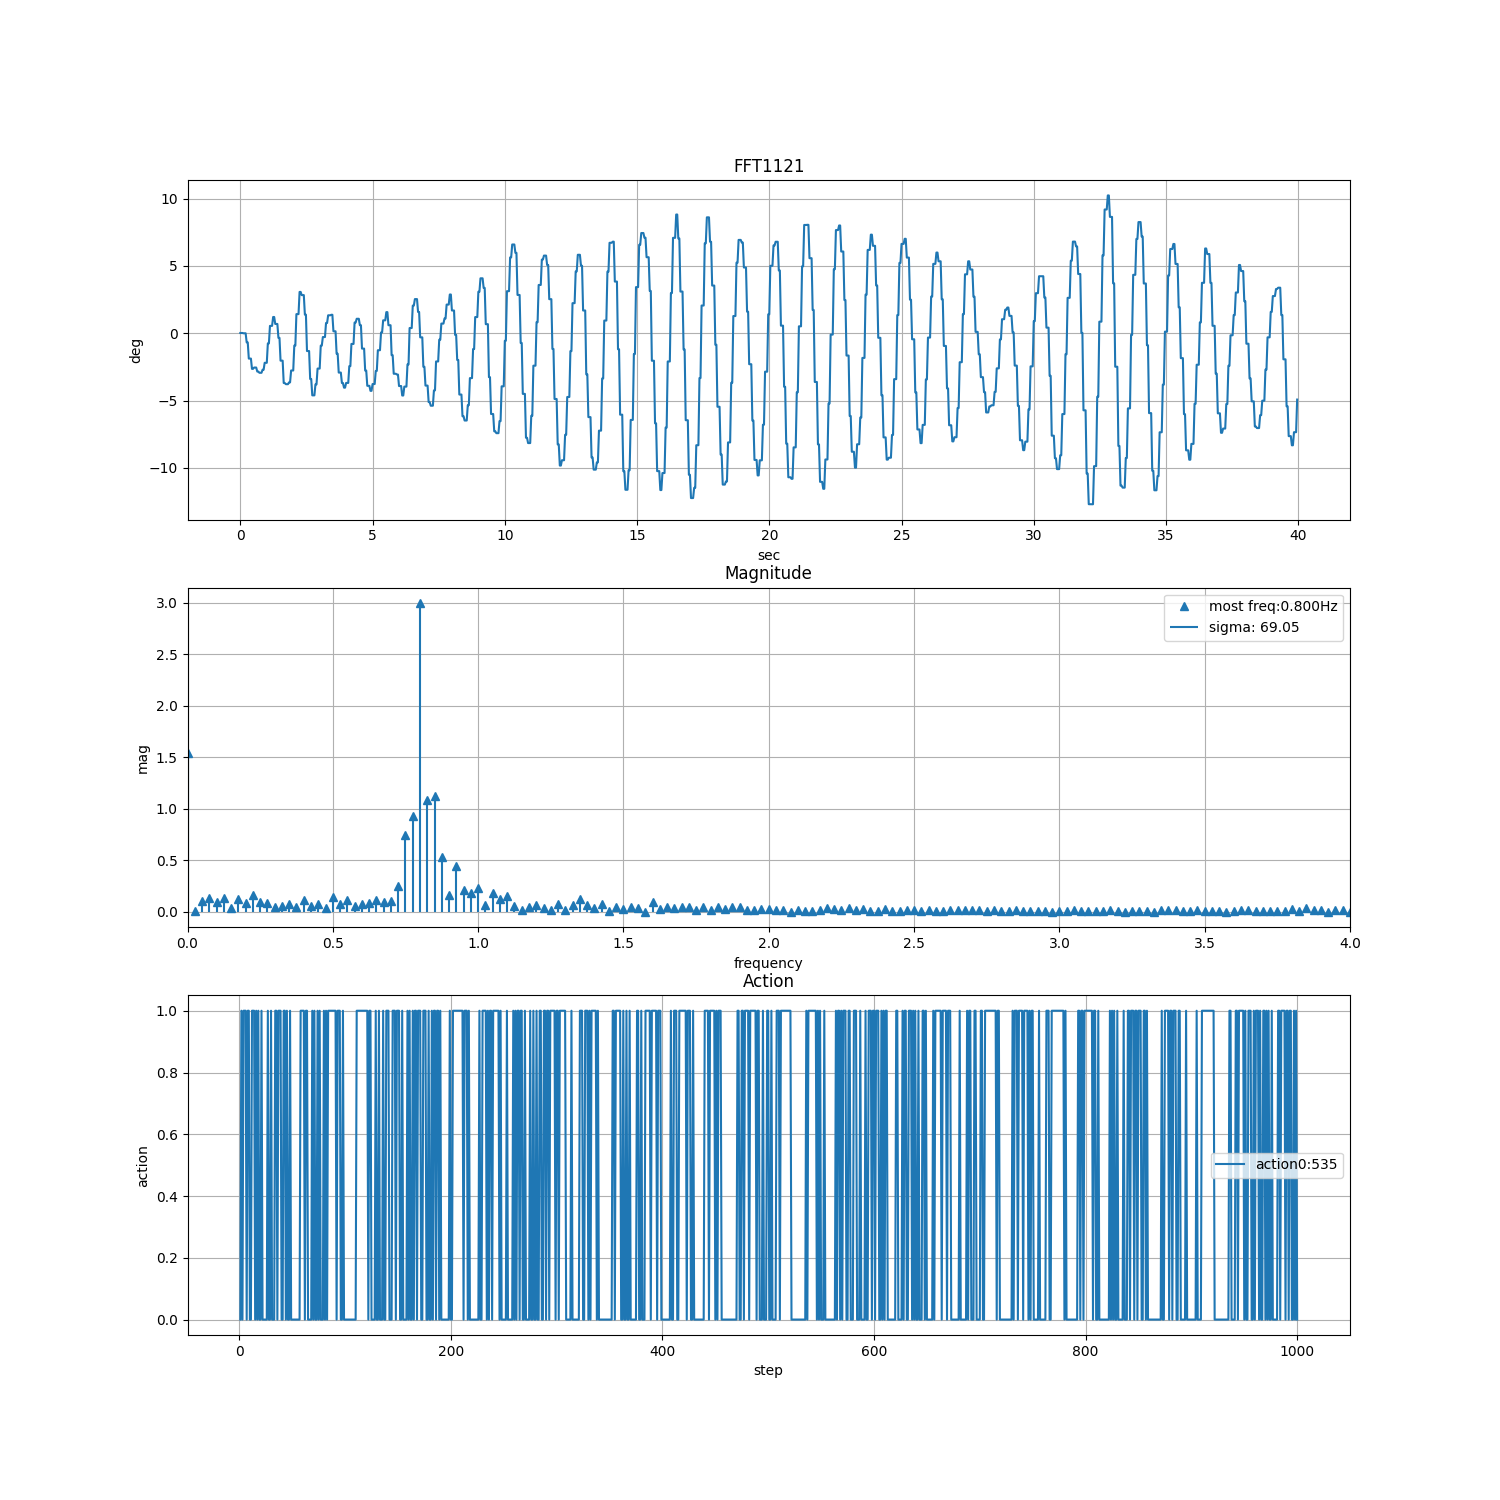 FFT1121
10
5
0
−5
−10
deg
0 5 10 15 20 25 30 35 40
sec
Magnitude
3.0
2.5
2.0
1.5
1.0
0.5
0.0
mag
most freq:0.800Hz
sigma: 69.05
0.0 0.5 1.0 1.5 2.0 2.5 3.0 3.5 4.0
frequency
Action
1.0
0.8
0.6
0.4
0.2
0.0
action
action0:535
0 200 400 600 800 1000
step